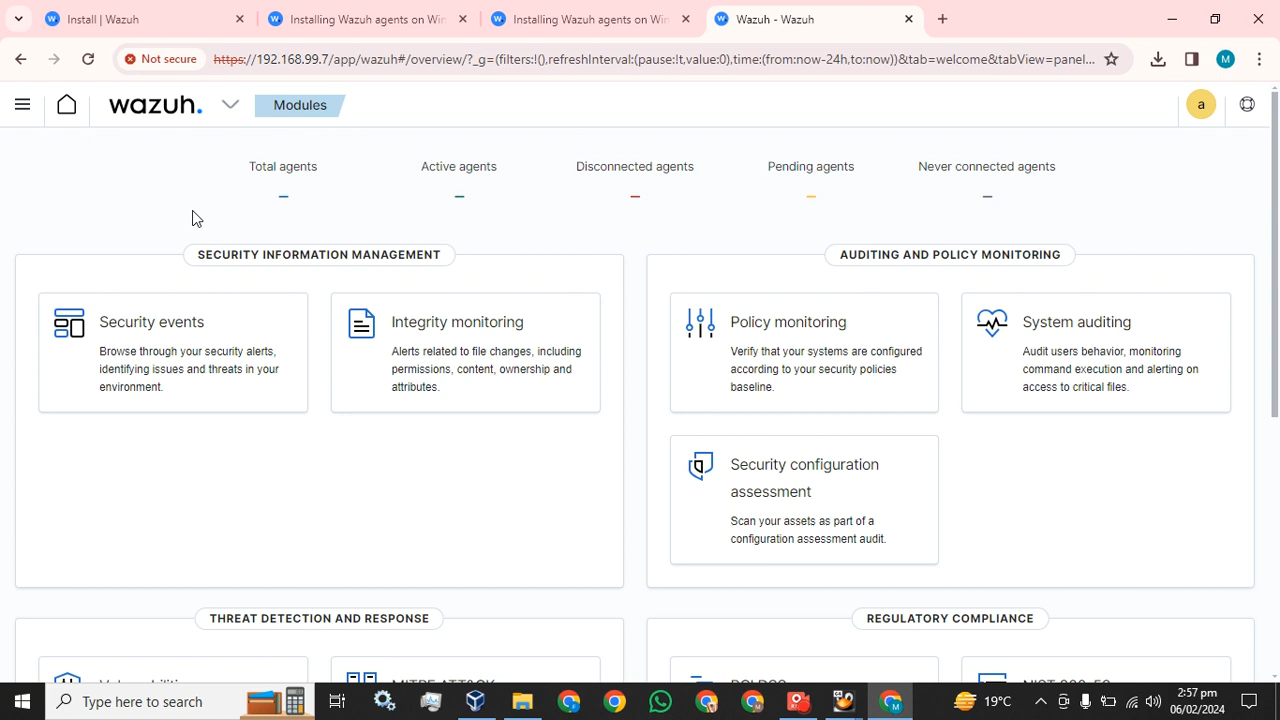 Install | Wazuh
Installing Wazuh agents on Win
Installing Wazuh agents on Win
Wazuh - Wazuh
Not secure
https://192.168.99.7/app/wazuh#/overview/?_g=(filters:!(),refreshInterval:(pause:!t,value:0),time:(from:now-24h,to:now))&tab=welcome&tabView=panel...
M
wazuh.
Modules
a
Total agents
Active agents
Disconnected agents
Pending agents
Never connected agents
–
–
–
–
–
SECURITY INFORMATION MANAGEMENT
Security events
Browse through your security alerts,
identifying issues and threats in your
environment.
Integrity monitoring
Alerts related to file changes, including
permissions, content, ownership and
attributes.
AUDITING AND POLICY MONITORING
Policy monitoring
Verify that your systems are configured
according to your security policies
baseline.
System auditing
Audit users behavior, monitoring
command execution and alerting on
access to critical files.
Security configuration
assessment
Scan your assets as part of a
configuration assessment audit.
THREAT DETECTION AND RESPONSE
REGULATORY COMPLIANCE
Type here to search
19°C
2:57 pm
06/02/2024